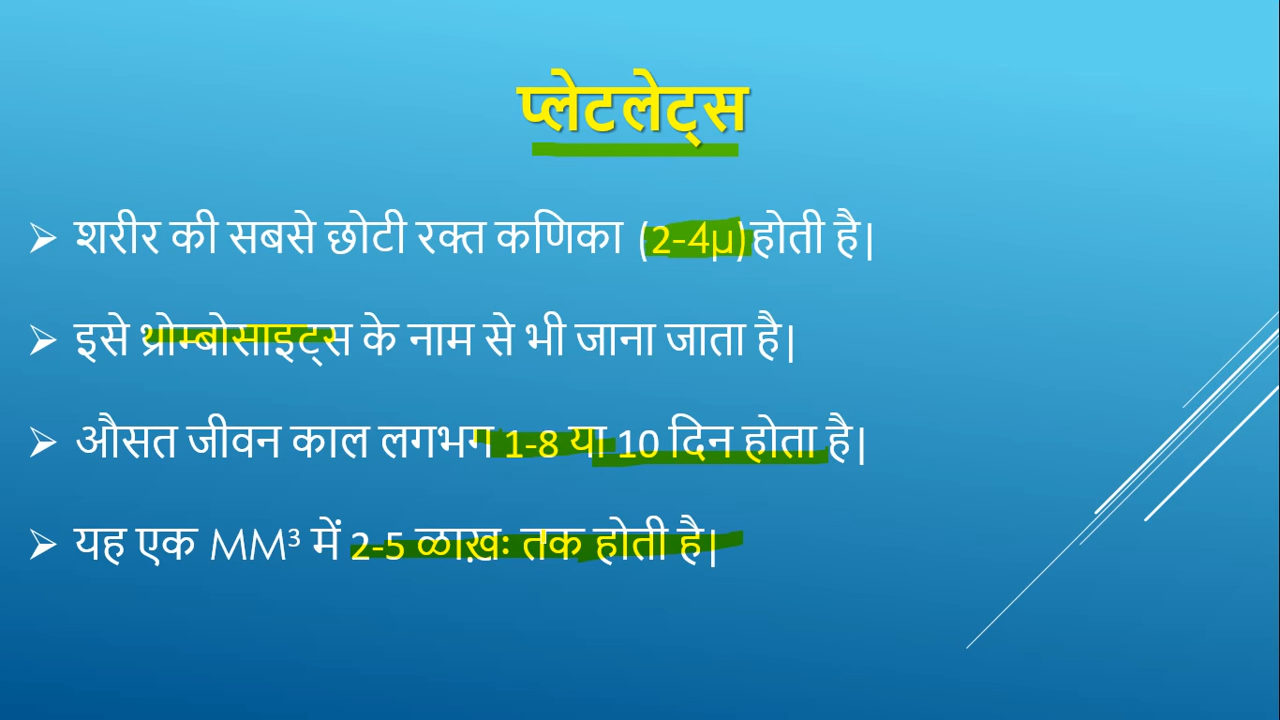 प्लेटलेट्स
शरीर की सबसे छोटी रक्त कणिका (2-4µ)होती है|
इसे थ्रोम्बोसाइट्स के नाम से भी जाना जाता है|
औसत जीवन काल लगभग 1-8 या 10 दिन होता है|
यह एक MM³ में 2-5 ळाख़ः तक होती है|